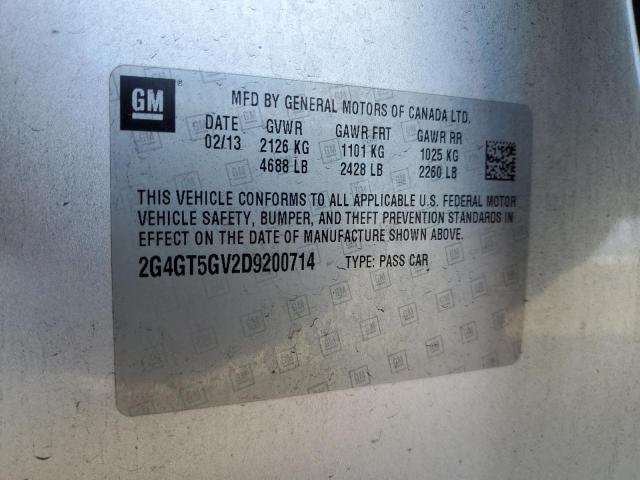 GM ®
MFD BY GENERAL MOTORS OF CANADA LTD.
DATE GVWR GAWR FRT GAWR RR
02/13 2126 KG 1101 KG 1025 KG
4688 LB 2428 LB 2260 LB
THIS VEHICLE CONFORMS TO ALL APPLICABLE U.S. FEDERAL MOTOR
VEHICLE SAFETY, BUMPER, AND THEFT PREVENTION STANDARDS IN
EFFECT ON THE DATE OF MANUFACTURE SHOWN ABOVE.
2G4GT5GV2D9200714 TYPE: PASS CAR